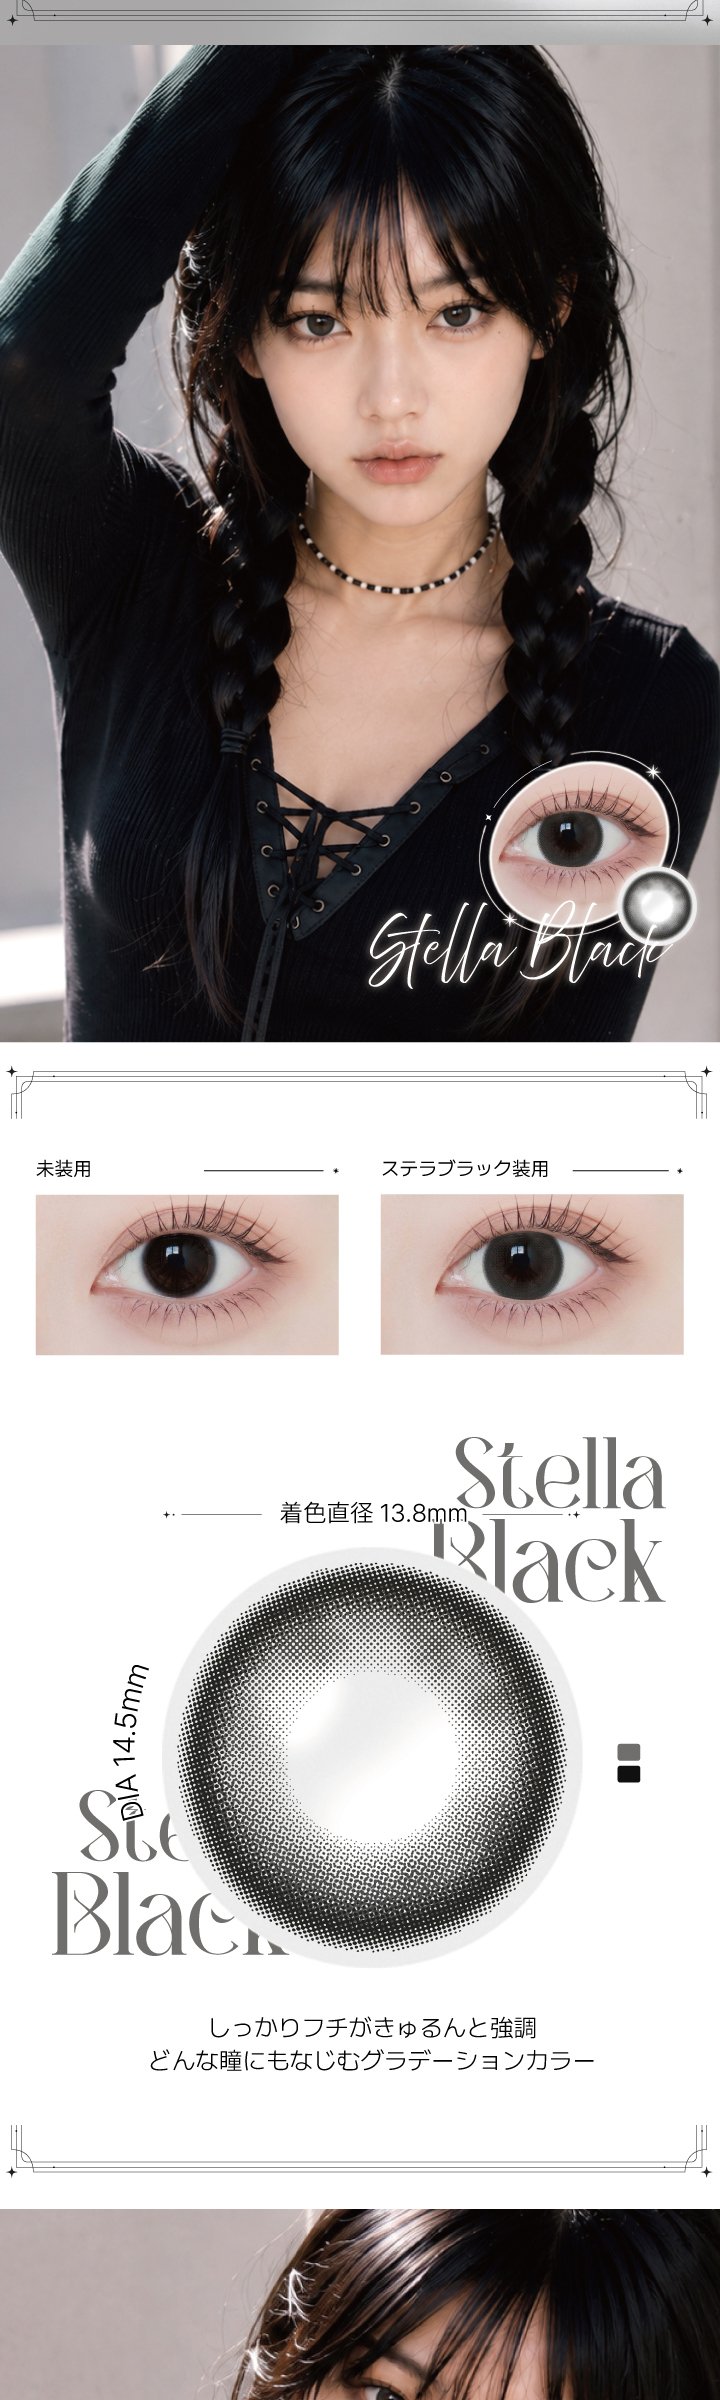 Stella Black
未装用
ステラブラック装用
Stella
Black
着色直径 13.8mm
DIA 14.5mm
Ste
Black
しっかりフチがきゅるんと強調
どんな瞳にもなじむグラデーションカラー